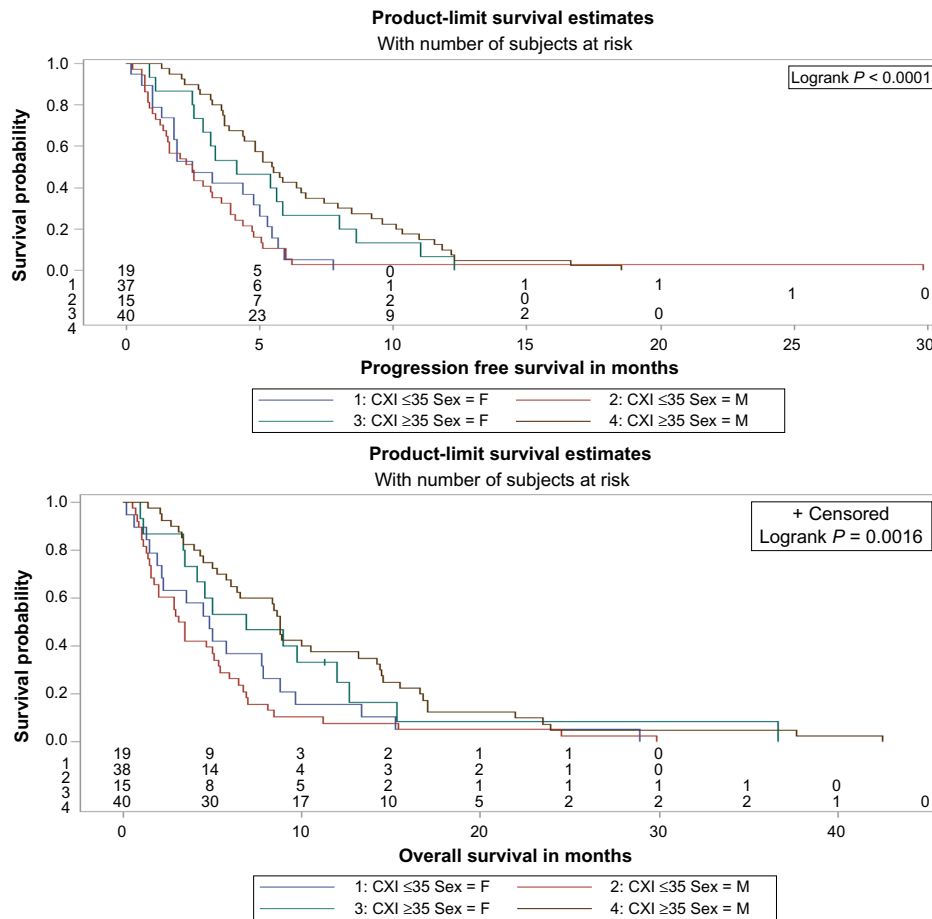 Product-limit survival estimates
With number of subjects at risk
Logrank P < 0.0001
Survival probability
1.0
0.8
0.6
0.4
0.2
0.0
1 19 5 0
2 37 6 1 1 1 1 0
3 15 7 2 0
4 40 23 9 2 0
0 5 10 15 20 25 30
Progression free survival in months
1: CXI ≤35 Sex = F 2: CXI ≤35 Sex = M
3: CXI ≥35 Sex = F 4: CXI ≥35 Sex = M
Product-limit survival estimates
With number of subjects at risk
+ Censored
Logrank P = 0.0016
Survival probability
1.0
0.8
0.6
0.4
0.2
0.0
1 19 9 3 2 1 1 0
2 38 14 4 3 2 1 0
3 15 8 5 2 1 1 1 1 0
4 40 30 17 10 5 2 2 2 1 0
0 10 20 30 40
Overall survival in months
1: CXI ≤35 Sex = F 2: CXI ≤35 Sex = M
3: CXI ≥35 Sex = F 4: CXI ≥35 Sex = M